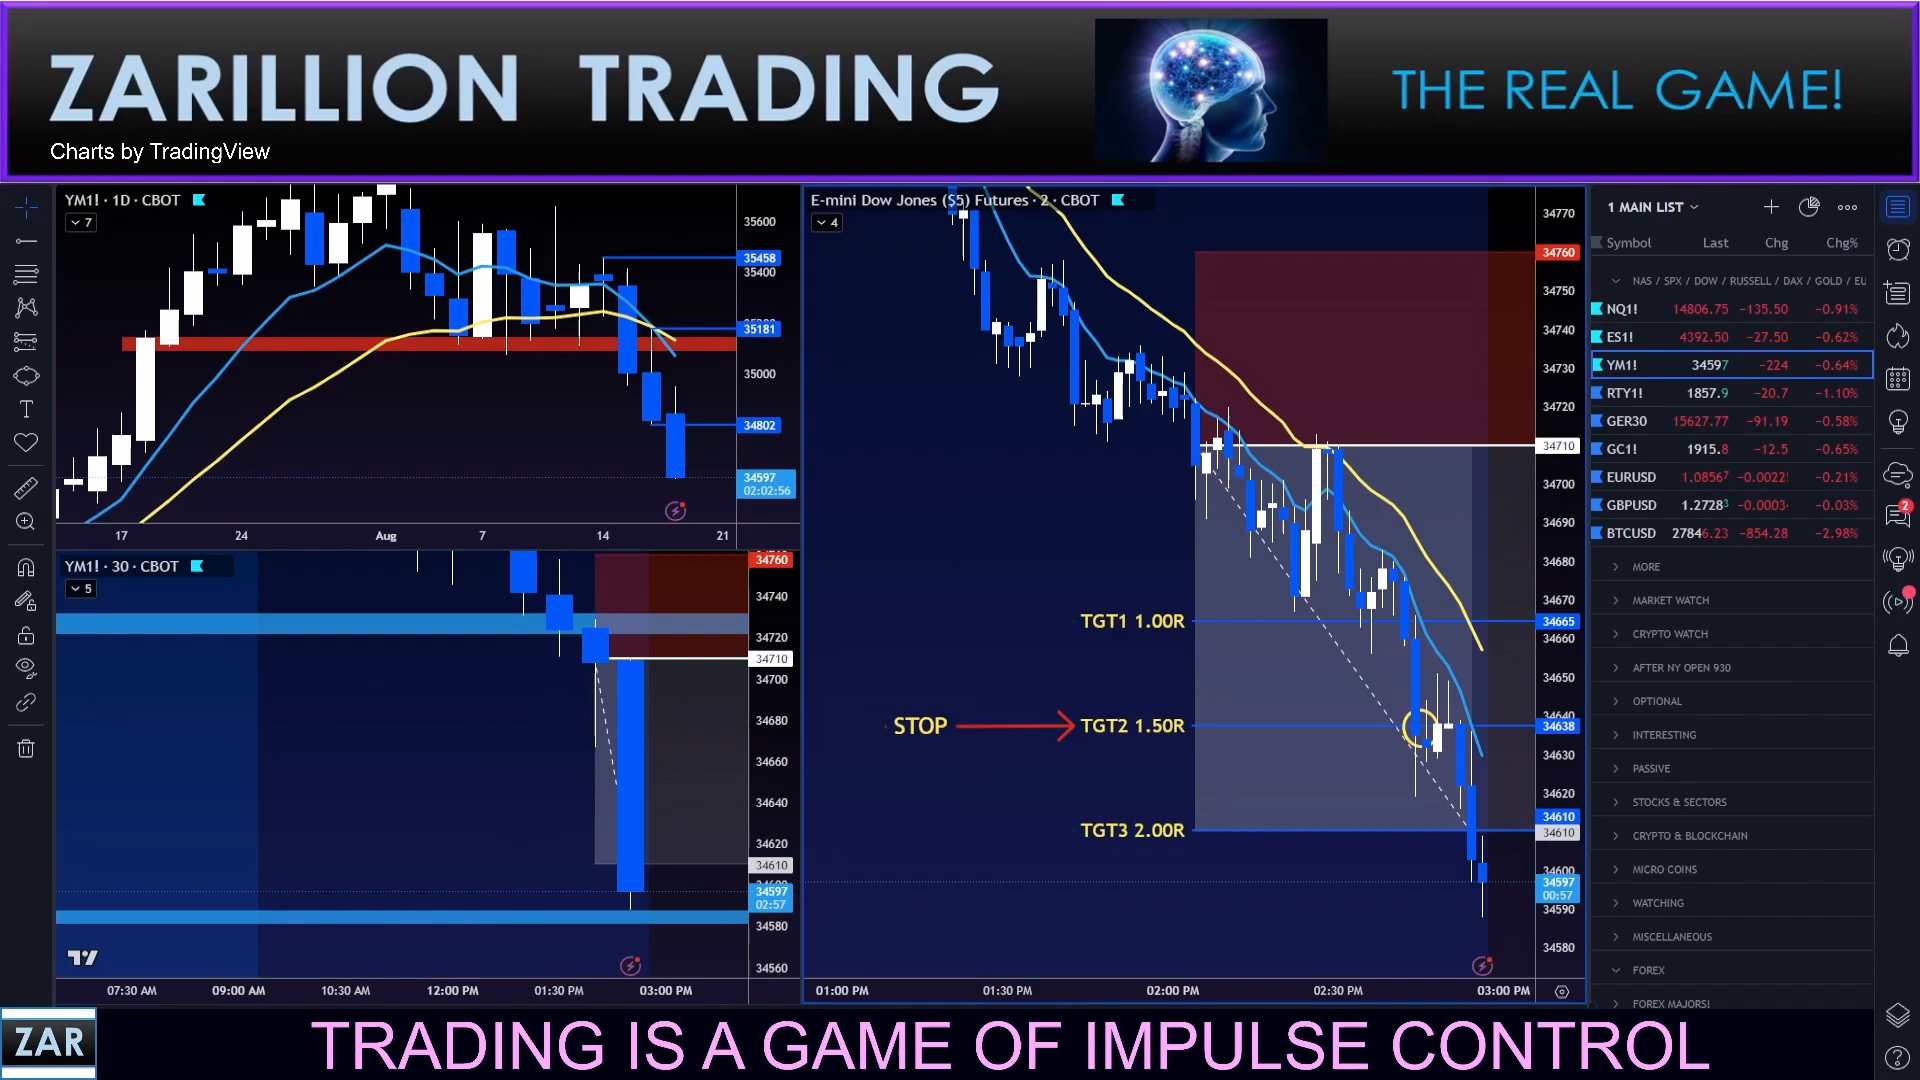 ZARILLION TRADING
THE REAL GAME!
Charts by TradingView
YM1! · 1D · CBOT
7
35600
35458
35400
35181
35000
34802
34597
02:02:56
17
24
Aug
7
14
21
YM1! · 30 · CBOT
5
34760
34740
34720
34710
34700
34680
34660
34640
34620
34610
34597
02:57
34580
34560
07:30 AM
09:00 AM
10:30 AM
12:00 PM
01:30 PM
03:00 PM
E-mini Dow Jones ($5) Futures · 2 · CBOT
4
34770
34760
34750
34740
34730
34720
34710
34700
34690
34680
34670
34665
34660
34650
34638
34630
34620
34610
34610
34600
34597
00:57
34590
34580
TGT1 1.00R
STOP
TGT2 1.50R
TGT3 2.00R
01:00 PM
01:30 PM
02:00 PM
02:30 PM
03:00 PM
1 MAIN LIST
Symbol Last Chg Chg%
NAS / SPX / DOW / RUSSELL / DAX / GOLD / EU
NQ1! 14806.75 −135.50 −0.91%
ES1! 4392.50 −27.50 −0.62%
YM1! 34597 −224 −0.64%
RTY1! 1857.9 −20.7 −1.10%
GER30 15627.77 −91.19 −0.58%
GC1! 1915.8 −12.5 −0.65%
EURUSD 1.08567 −0.0022 −0.21%
GBPUSD 1.27283 −0.0003 −0.03%
BTCUSD 27846.23 −854.28 −2.98%
MORE
MARKET WATCH
CRYPTO WATCH
AFTER NY OPEN 930
OPTIONAL
INTERESTING
PASSIVE
STOCKS & SECTORS
CRYPTO & BLOCKCHAIN
MICRO COINS
WATCHING
MISCELLANEOUS
FOREX
FOREX MAJORS!
2
ZAR
TRADING IS A GAME OF IMPULSE CONTROL